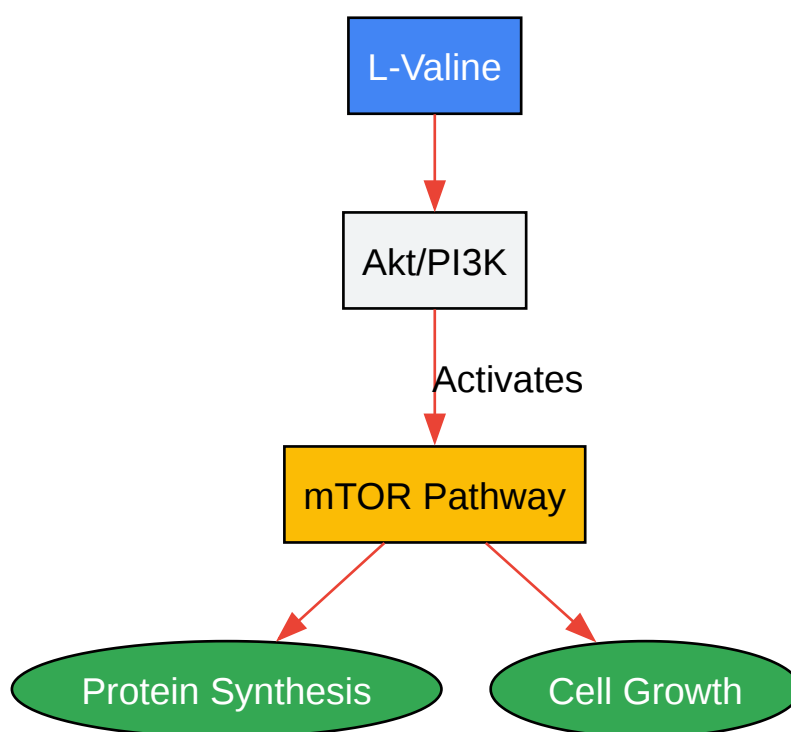 L-Valine
Akt/PI3K
Activates
mTOR Pathway
Protein Synthesis
Cell Growth